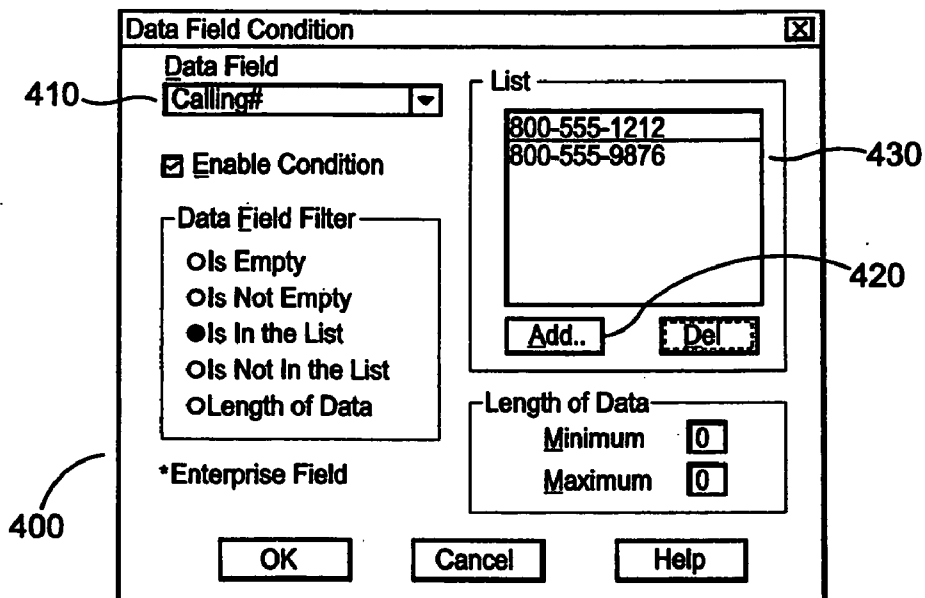 Data Field Condition
Data Field
410
Calling#
Enable Condition
Data Field Filter
Is Empty
Is Not Empty
Is In the List
Is Not In the List
Length of Data
*Enterprise Field
400
List
800-555-1212
800-555-9876
430
420
Add..
Del
Length of Data
Minimum 0
Maximum 0
OK Cancel Help